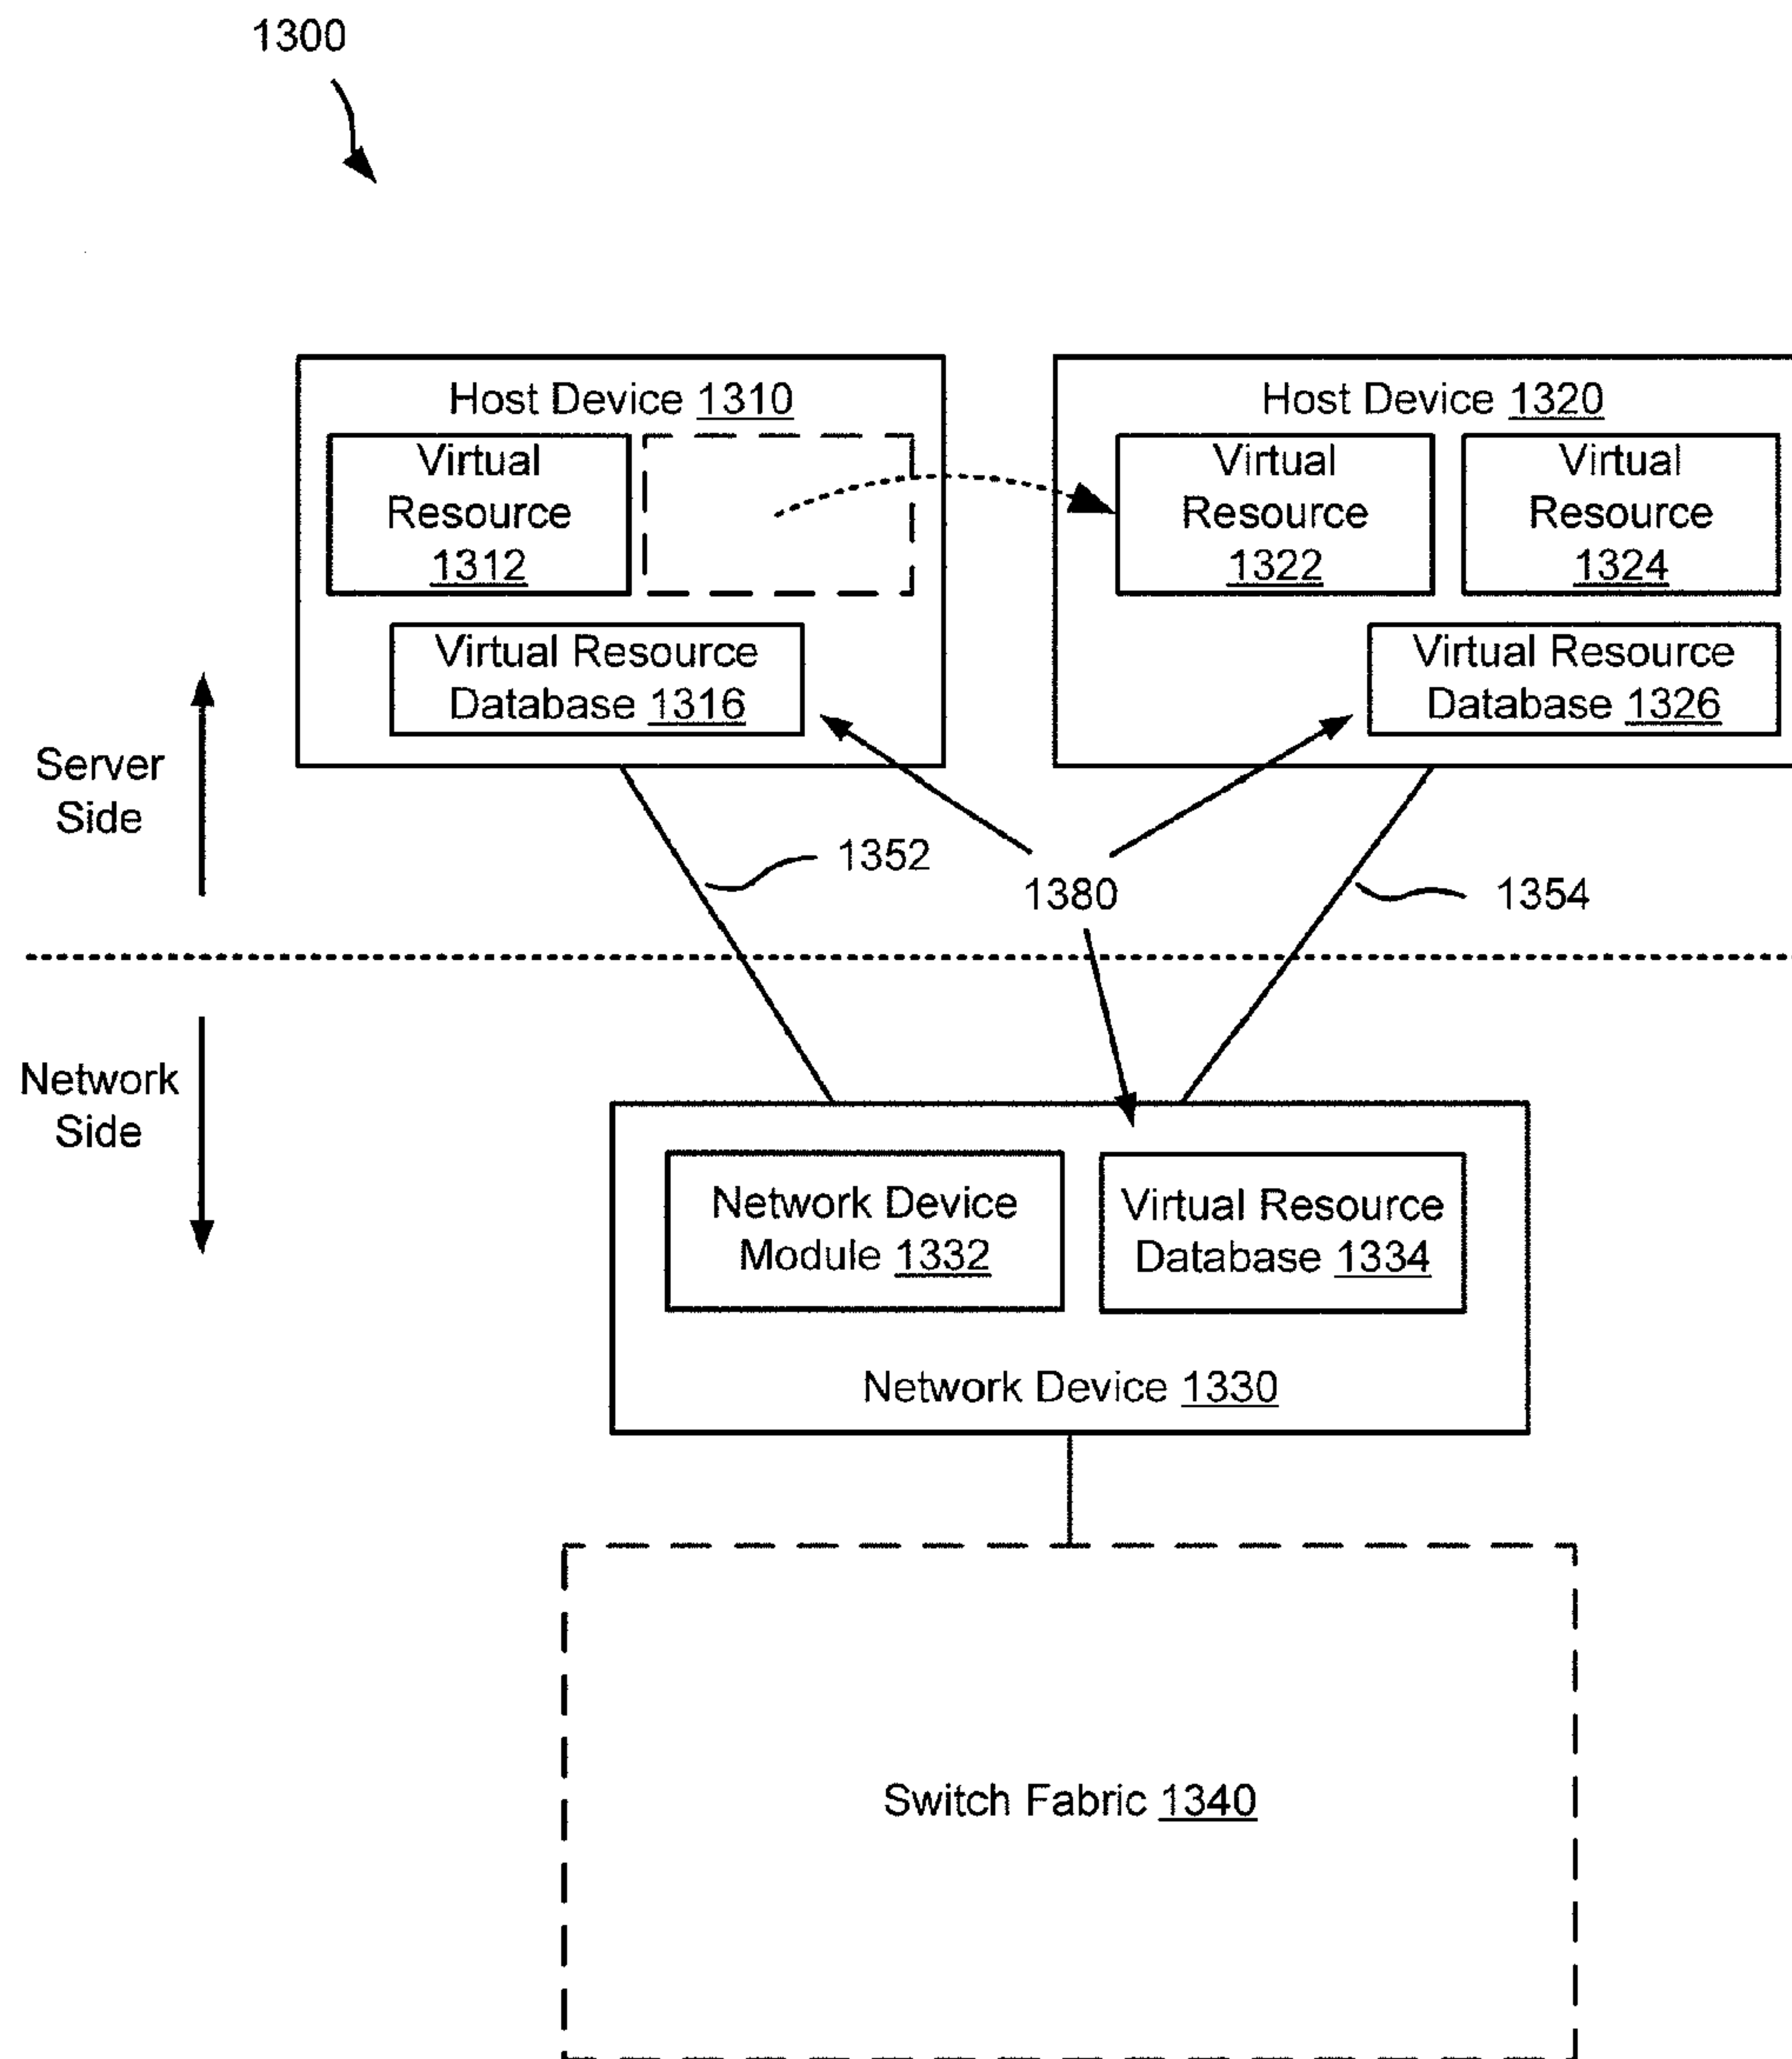 1300
Host Device 1310
Virtual
Resource
1312
Virtual Resource
Database 1316
Host Device 1320
Virtual
Resource
1322
Virtual
Resource
1324
Virtual Resource
Database 1326
Server
Side
1352
1380
1354
Network
Side
Network Device
Module 1332
Virtual Resource
Database 1334
Network Device 1330
Switch Fabric 1340